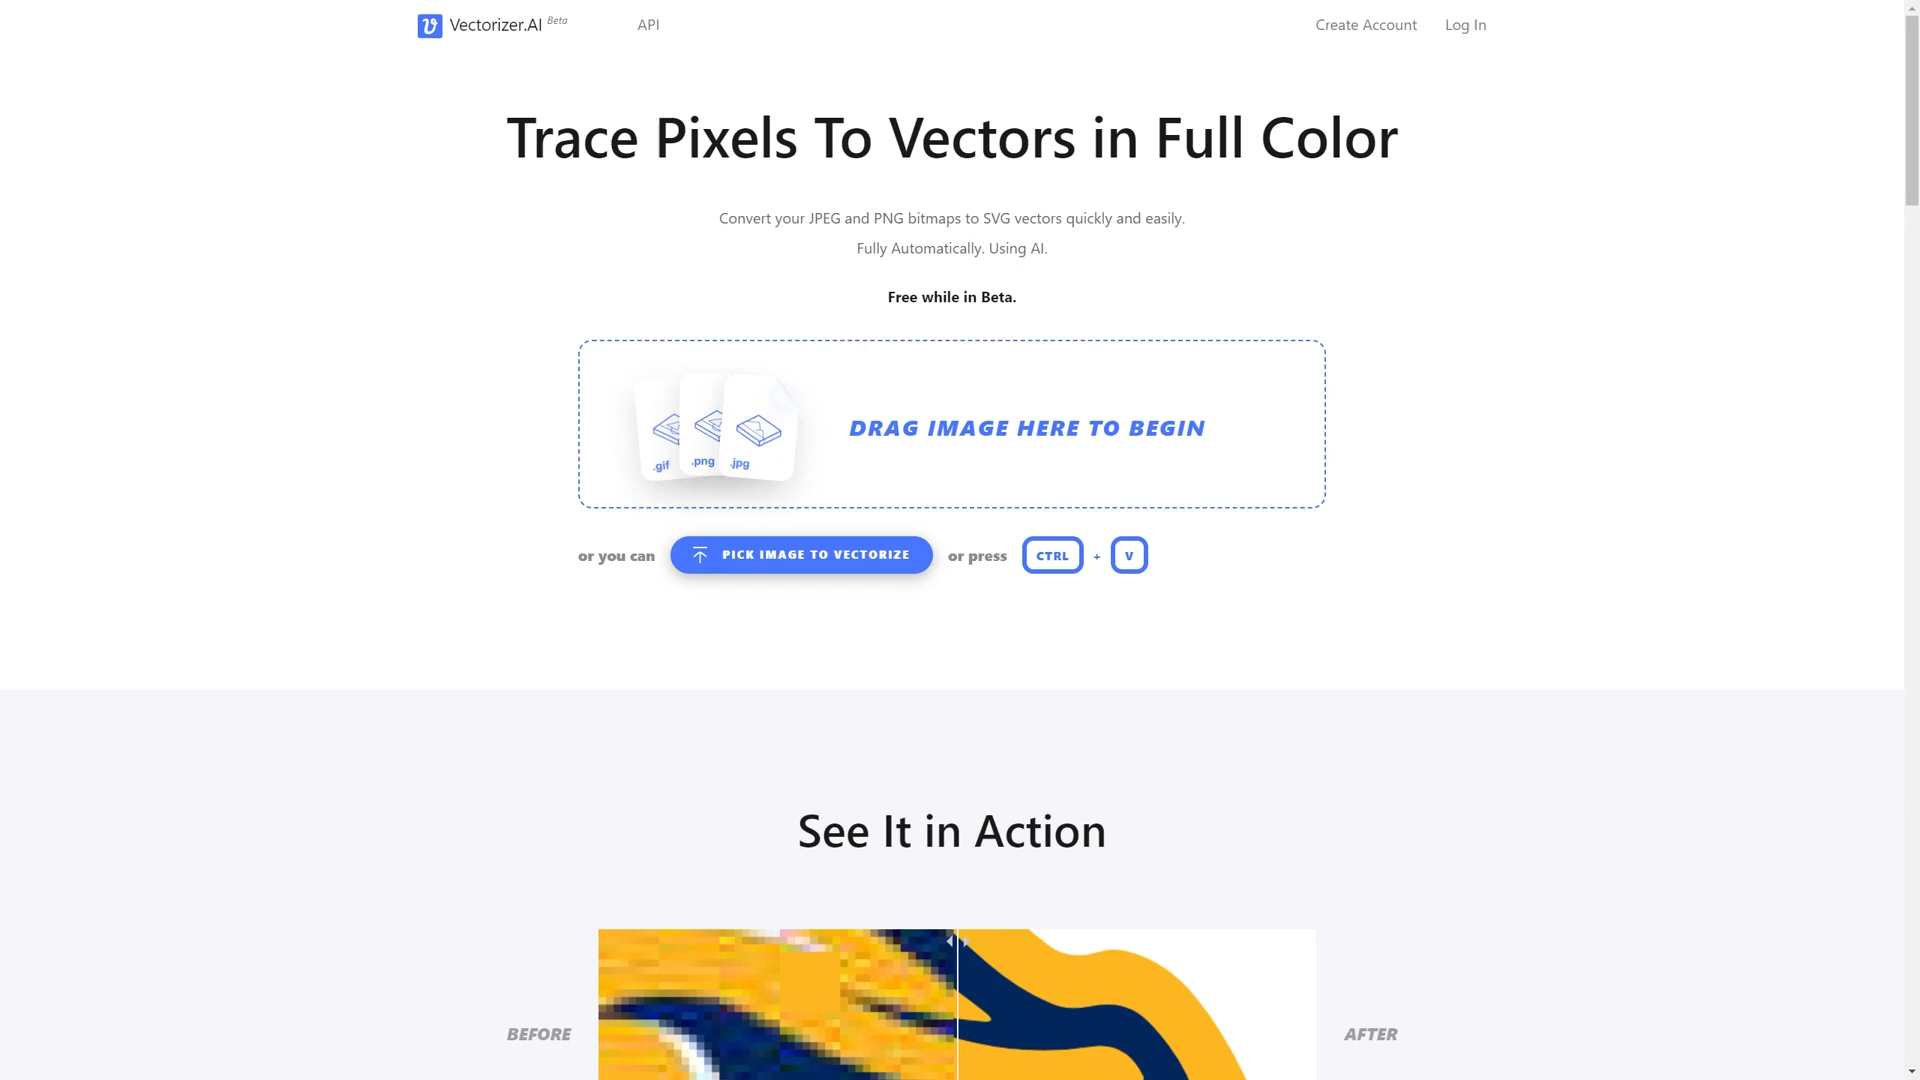 Vectorizer.AI Beta
API
Create Account
Log In
Trace Pixels To Vectors in Full Color
Convert your JPEG and PNG bitmaps to SVG vectors quickly and easily.
Fully Automatically. Using AI.
Free while in Beta.
.gif
.png
.jpg
DRAG IMAGE HERE TO BEGIN
or you can
PICK IMAGE TO VECTORIZE
or press
CTRL + V
See It in Action
BEFORE
AFTER